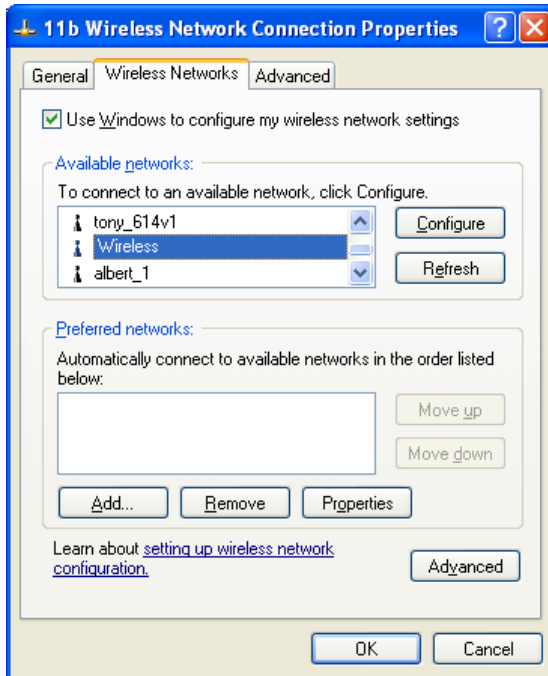 11b Wireless Network Connection Properties
General Wireless Networks Advanced
Use Windows to configure my wireless network settings
Available networks:
To connect to an available network, click Configure.
tony_614v1
Wireless
albert_1
Configure
Refresh
Preferred networks:
Automatically connect to available networks in the order listed
below:
Move up
Move down
Add... Remove Properties
Learn about setting up wireless network
configuration.
Advanced
OK Cancel